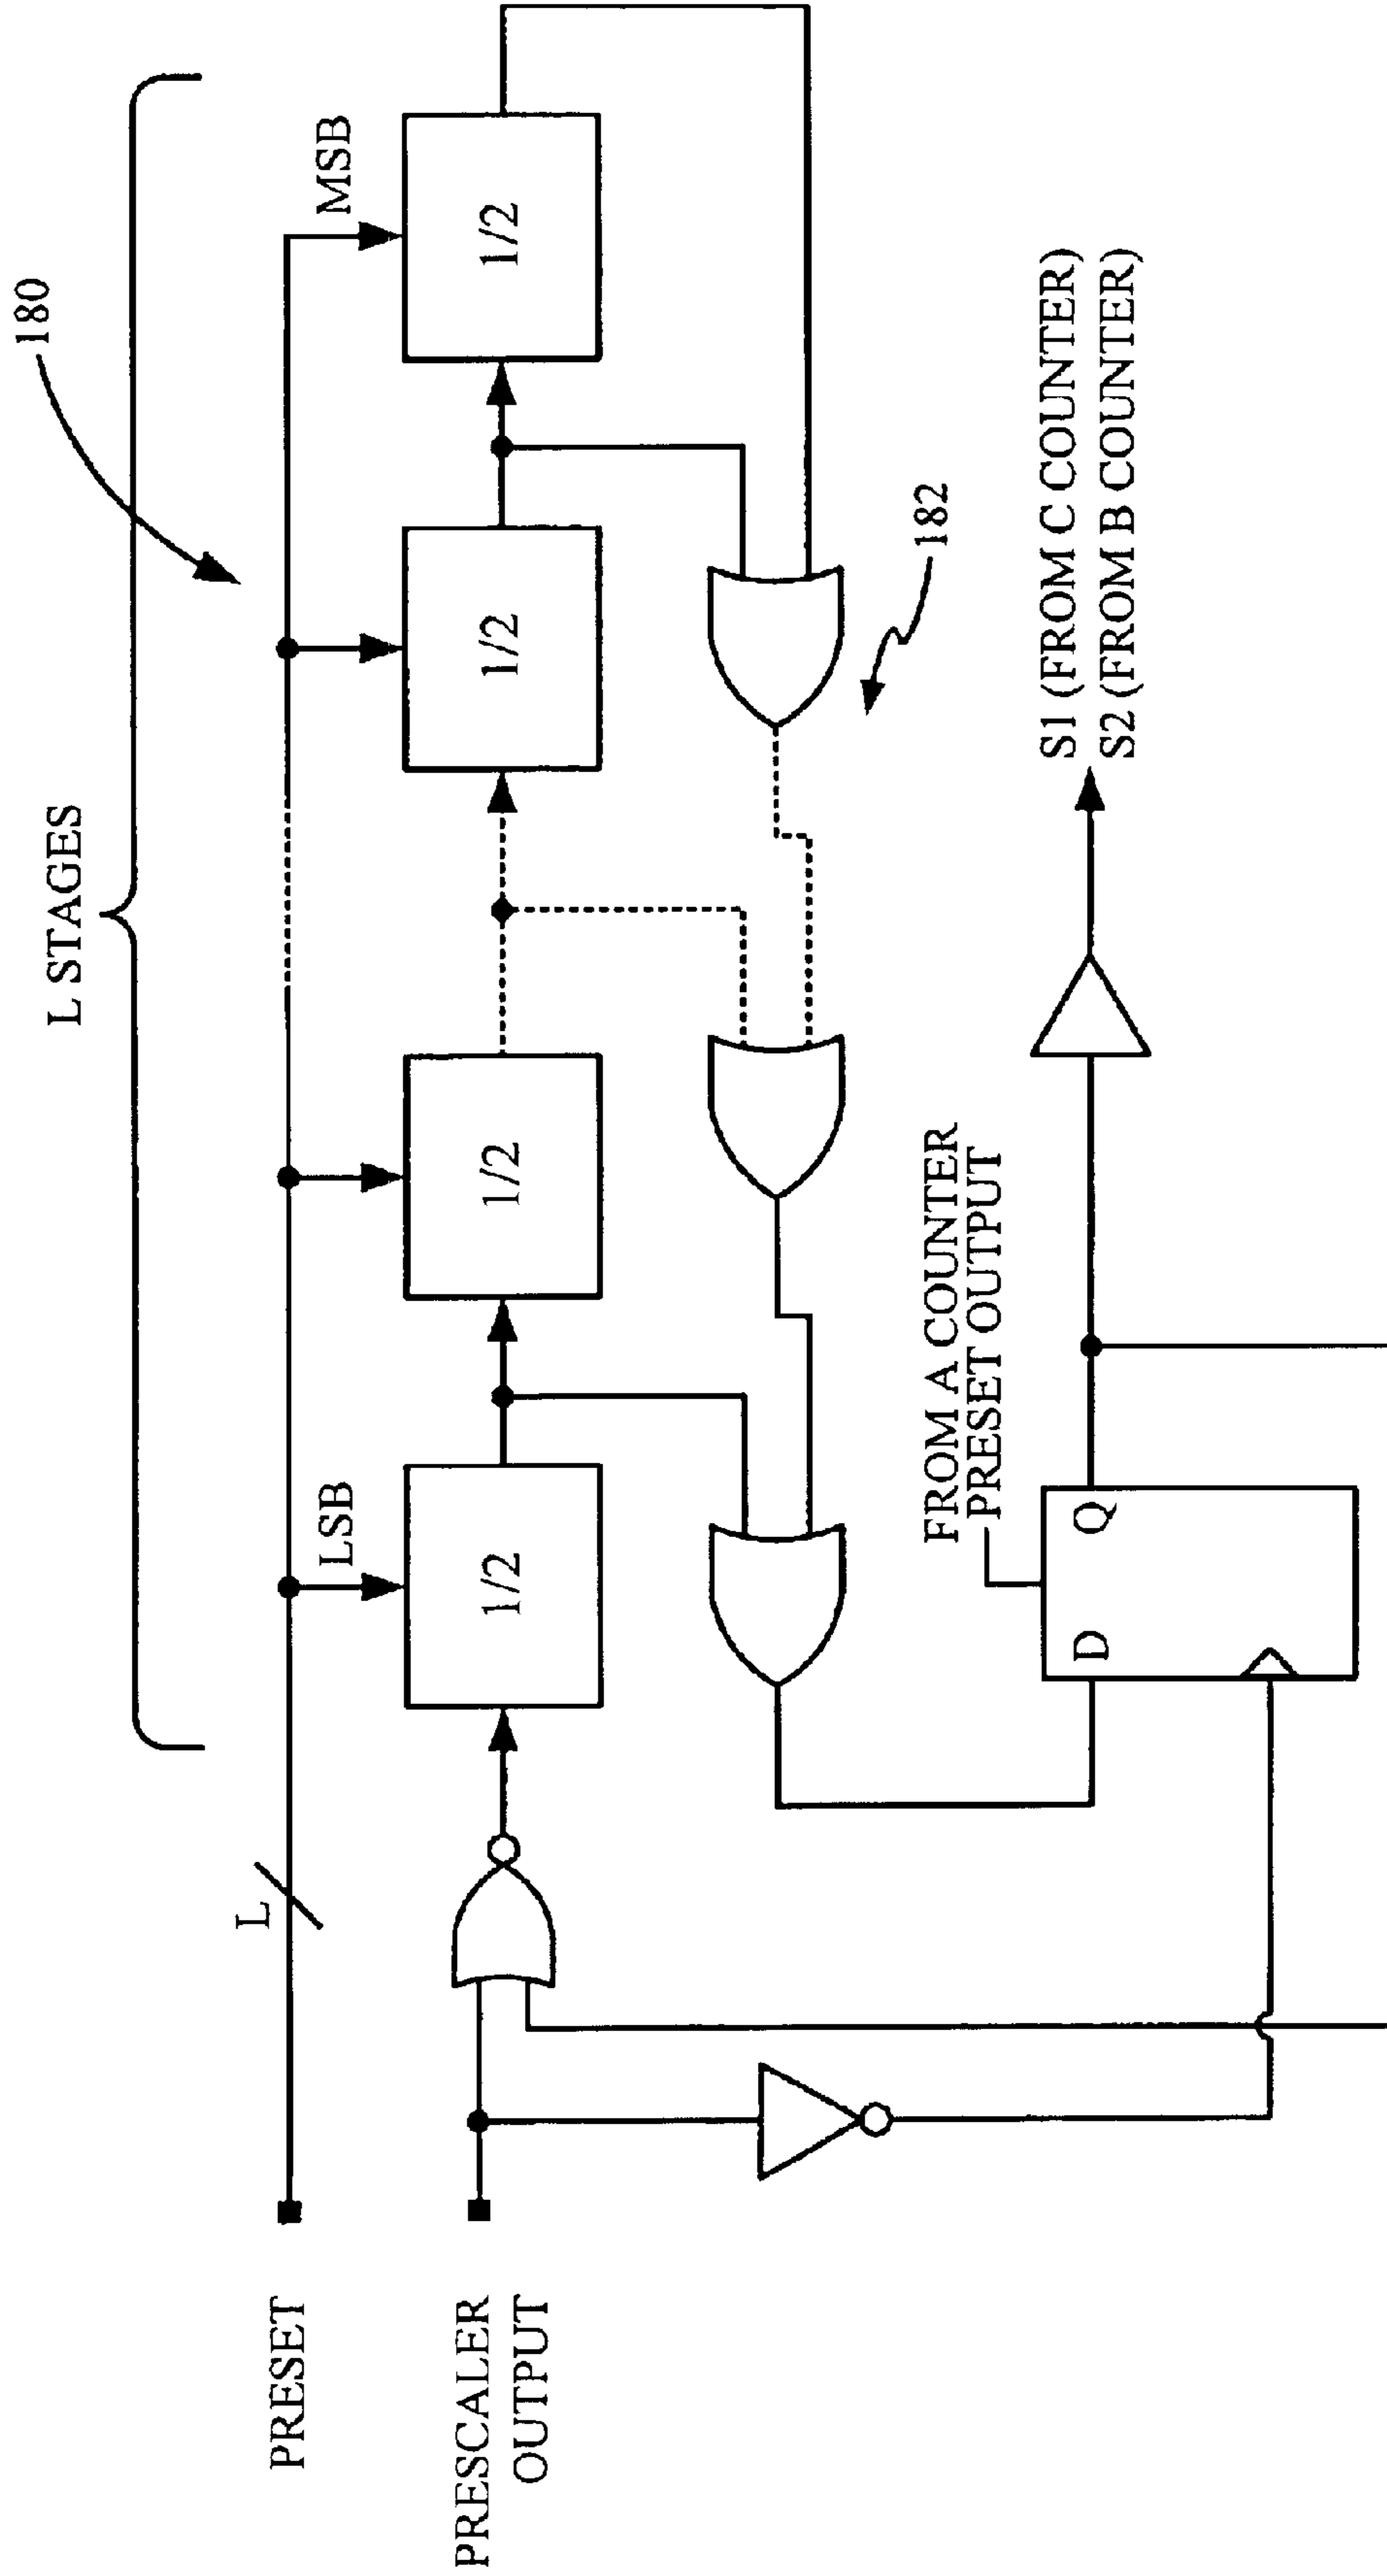 180
L STAGES
L
PRESET
LSB
MSB
1/2
1/2
1/2
1/2
PRESCALER
OUTPUT
182
FROM A COUNTER
PRESET OUTPUT
D
Q
S1 (FROM C COUNTER)
S2 (FROM B COUNTER)